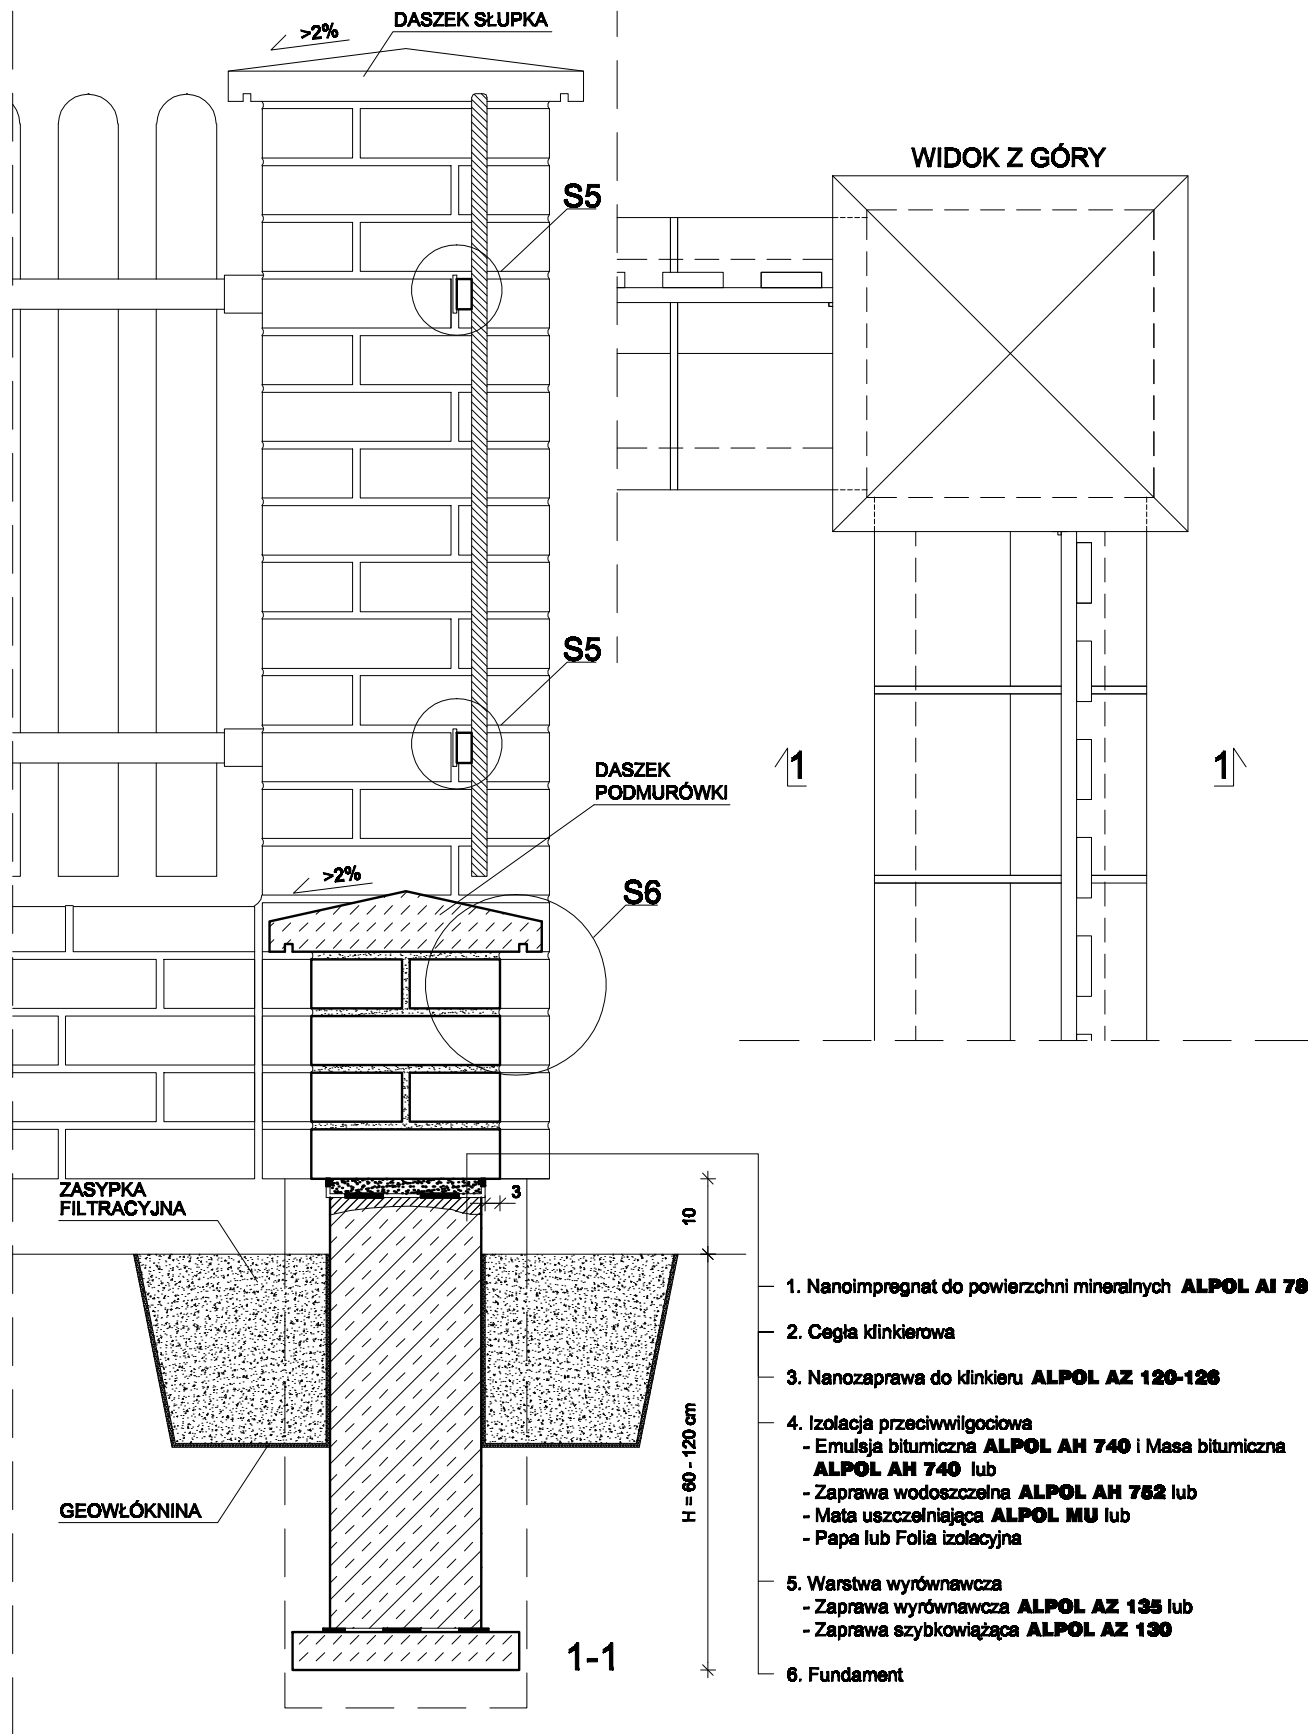 DASZEK SŁUPKA
>2%
WIDOK Z GÓRY
S5
S5
DASZEK
PODMURÓWKI
1
1
>2%
S6
ZASYPKA
FILTRACYJNA
3
10
1. Nanoimpregnat do powierzchni mineralnych ALPOL AI 78
2. Cegła klinkierowa
3. Nanozaprawa do klinkieru ALPOL AZ 120-126
4. Izolacja przeciwwilgociowa
- Emulsja bitumiczna ALPOL AH 740 i Masa bitumiczna
ALPOL AH 740 lub
- Zaprawa wodoszczelna ALPOL AH 752 lub
- Mata uszczelniająca ALPOL MU lub
- Papa lub Folia izolacyjna
H = 60 - 120 cm
GEOWŁÓKNINA
5. Warstwa wyrównawcza
- Zaprawa wyrównawcza ALPOL AZ 135 lub
- Zaprawa szybkowiążąca ALPOL AZ 130
1-1
6. Fundament